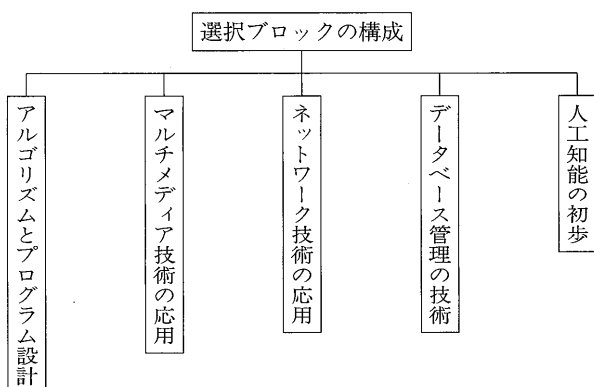 選択ブロックの構成
アルゴリズムとプログラム設計
マルチメディア技術の応用
ネットワーク技術の応用
データベース管理の技術
人工知能の初歩